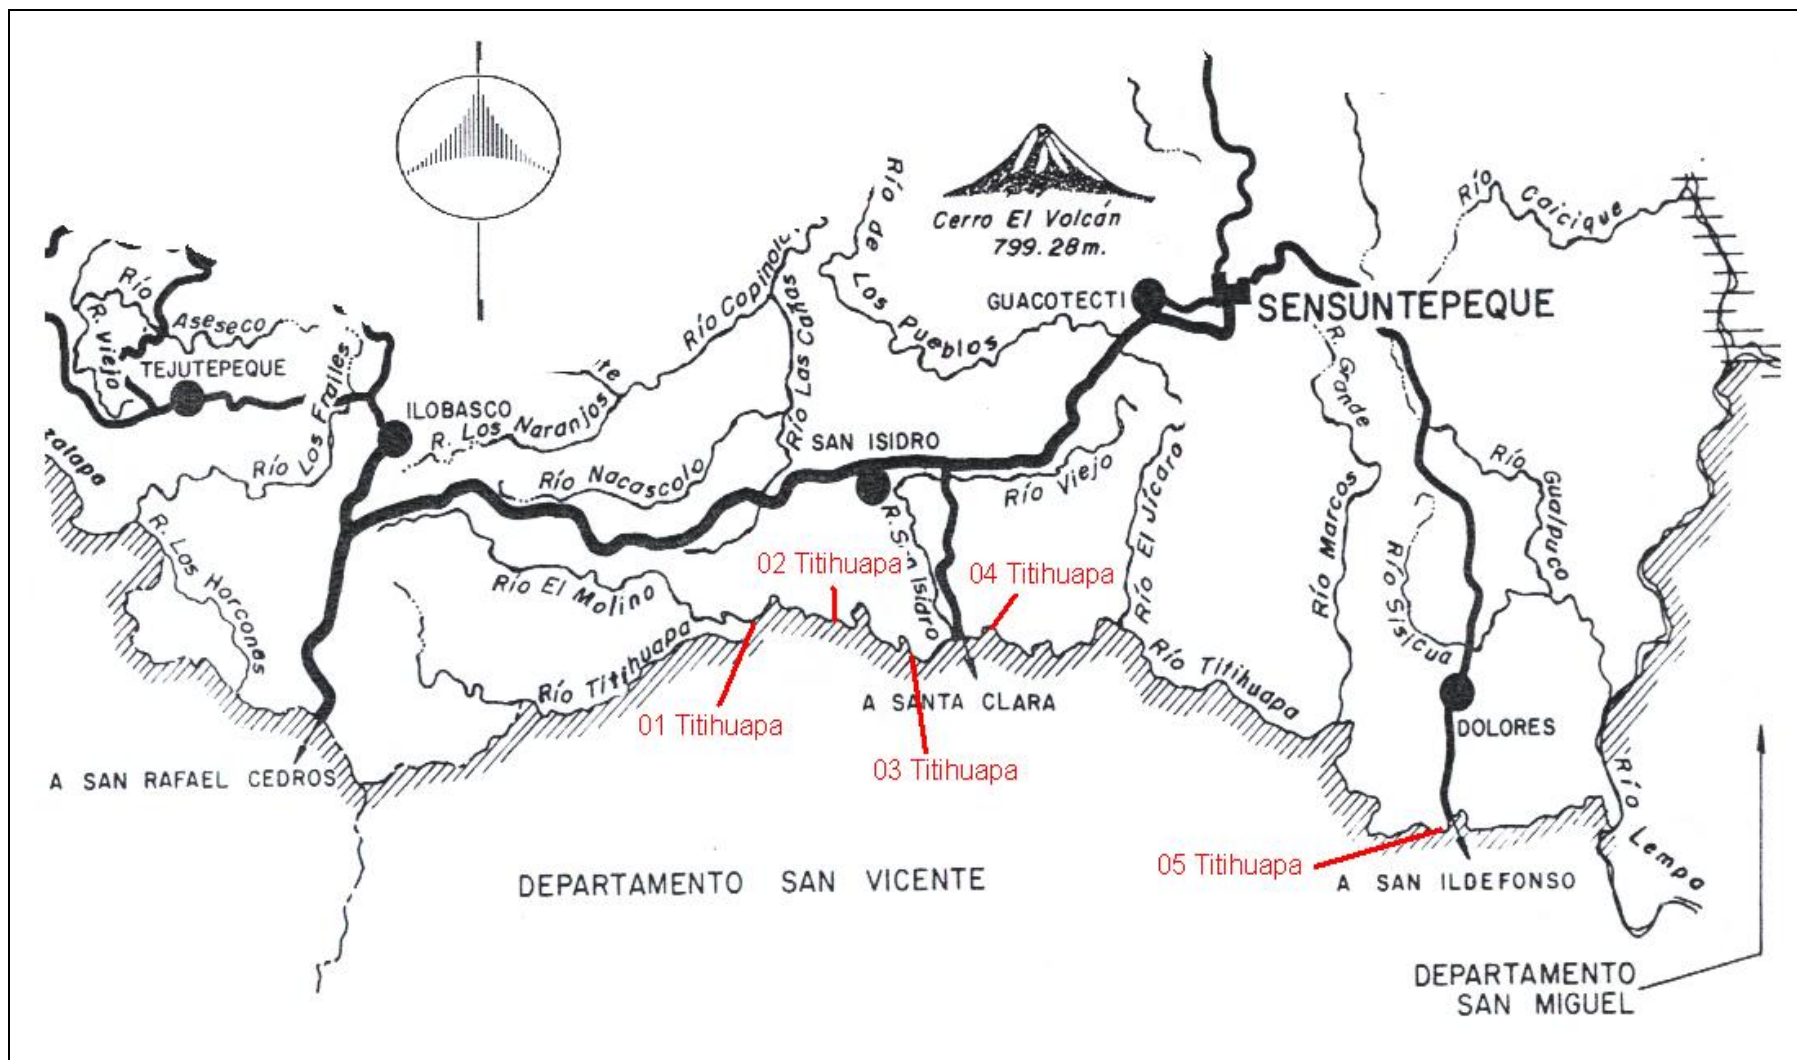 Río de Los Pueblos
Cerro El Volcán
799.28m.
Río Caicique
Río
R. Viejo
Aseseco
TEJUTEPEQUE
Río Los Frailes
ILOBASCO
R. Los Naranjos
Río Copinol
Río Las Cañas
GUACOTECTI
SENSUNTEPEQUE
R. Grande
zalapa
Río Nacascolo
SAN ISIDRO
Río Viejo
Río El Jícaro
Río Marcos
Río Gualpuco
R. Los Horcones
Río El Molino
R. San Isidro
Río Sisicua
02 Titihuapa
04 Titihuapa
Río Titihuapa
Río Titihuapa
01 Titihuapa
A SANTA CLARA
03 Titihuapa
DOLORES
A SAN RAFAEL CEDROS
Río Lempa
05 Titihuapa
A SAN ILDEFONSO
DEPARTAMENTO SAN VICENTE
DEPARTAMENTO
SAN MIGUEL